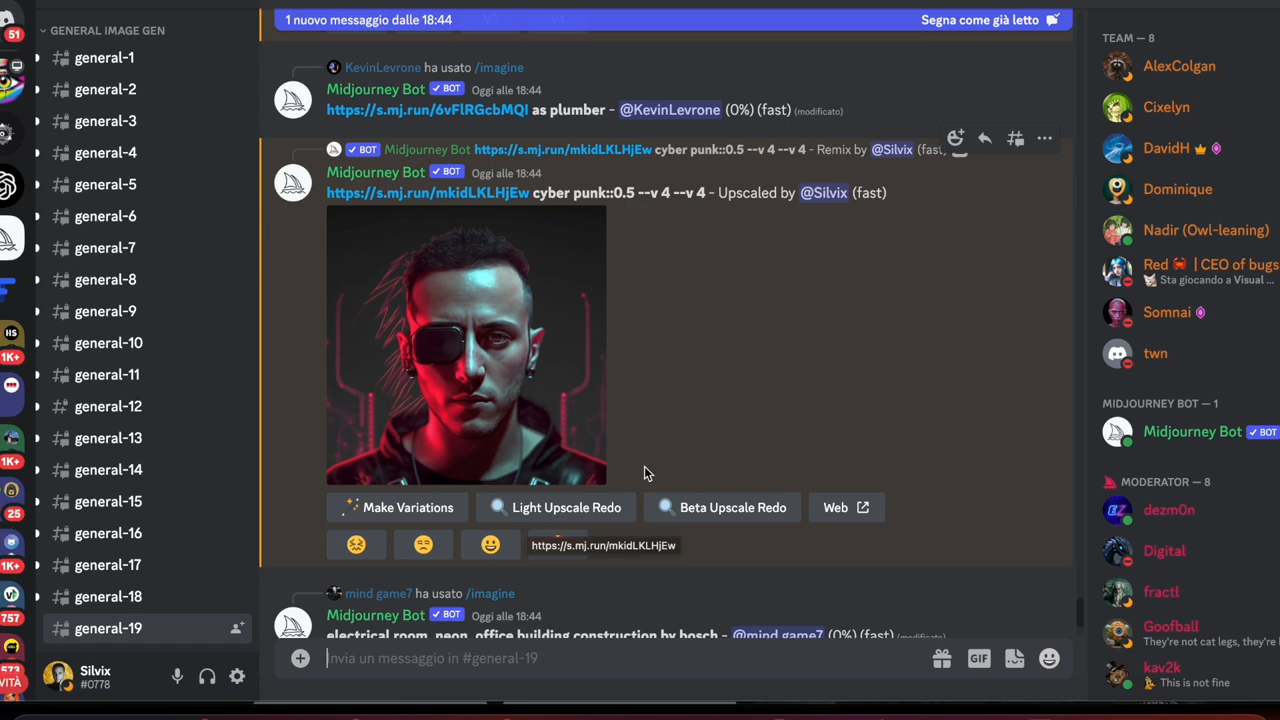 51
1K+
1K+
25
1K+
757
573
VITÀ
GENERAL IMAGE GEN
general-1
general-2
general-3
general-4
general-5
general-6
general-7
general-8
general-9
general-10
general-11
general-12
general-13
general-14
general-15
general-16
general-17
general-18
general-19
Silvix
#0778
1 nuovo messaggio dalle 18:44 Segna come già letto
KevinLevrone ha usato /imagine
Midjourney Bot ✓ BOT Oggi alle 18:44
https://s.mj.run/6vFlRGcbMQI as plumber - @KevinLevrone (0%) (fast) (modificato)
✓ BOT Midjourney Bot https://s.mj.run/mkidLKLHjEw cyber punk::0.5 --v 4 --v 4 - Remix by @Silvix (fast)
Midjourney Bot ✓ BOT Oggi alle 18:44
https://s.mj.run/mkidLKLHjEw cyber punk::0.5 --v 4 --v 4 - Upscaled by @Silvix (fast)
Make Variations Light Upscale Redo Beta Upscale Redo Web
https://s.mj.run/mkidLKLHjEw
mind game7 ha usato /imagine
Midjourney Bot ✓ BOT Oggi alle 18:44
electrical room, neon, office building construction by bosch - @mind game7 (0%) (fast) (modificato)
Invia un messaggio in #general-19
GIF
TEAM — 8
AlexColgan
Cixelyn
DavidH
Dominique
Nadir (Owl-leaning)
Red | CEO of bugs
Sta giocando a Visual ...
Somnai
twn
MIDJOURNEY BOT — 1
Midjourney Bot ✓ BOT
MODERATOR — 8
dezm0n
Digital
fractl
Goofball
They're not cat legs, they're
kav2k
This is not fine